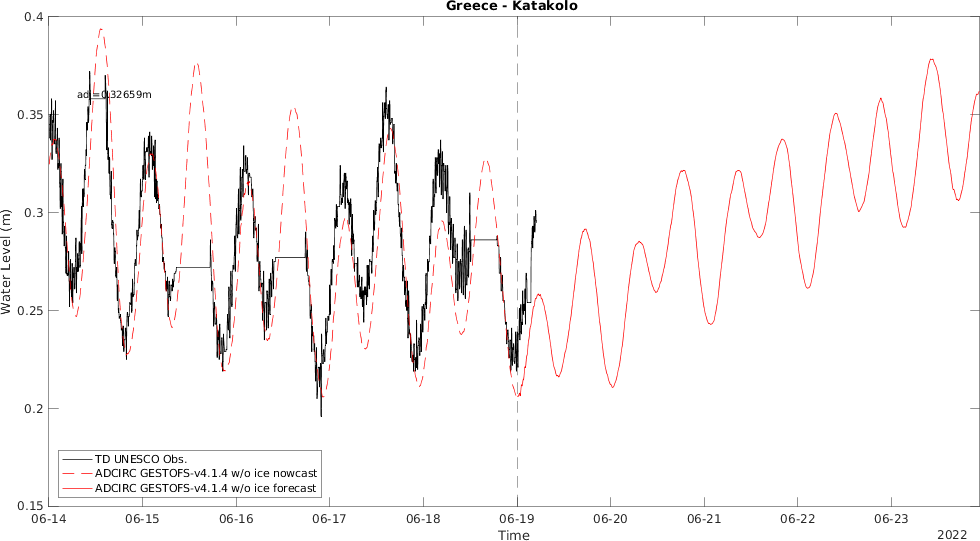 Greece - Katakolo
0.4
adj=0.32659m
0.35
0.3
Water Level (m)
0.25
0.2
TD UNESCO Obs.
ADCIRC GESTOFS-v4.1.4 w/o ice nowcast
ADCIRC GESTOFS-v4.1.4 w/o ice forecast
0.15
06-14 06-15 06-16 06-17 06-18 06-19 06-20 06-21 06-22 06-23
Time
2022